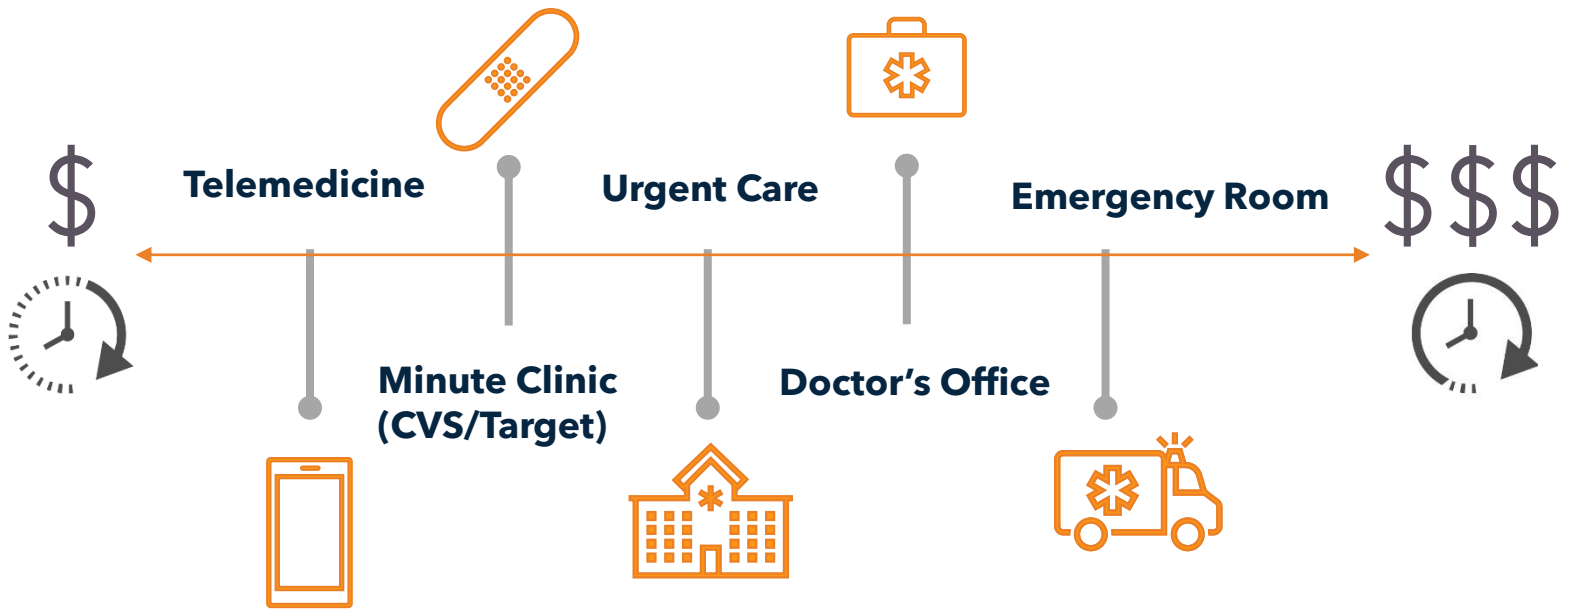 $
Telemedicine
Minute Clinic
(CVS/Target)
Urgent Care
Doctor’s Office
Emergency Room
$$$